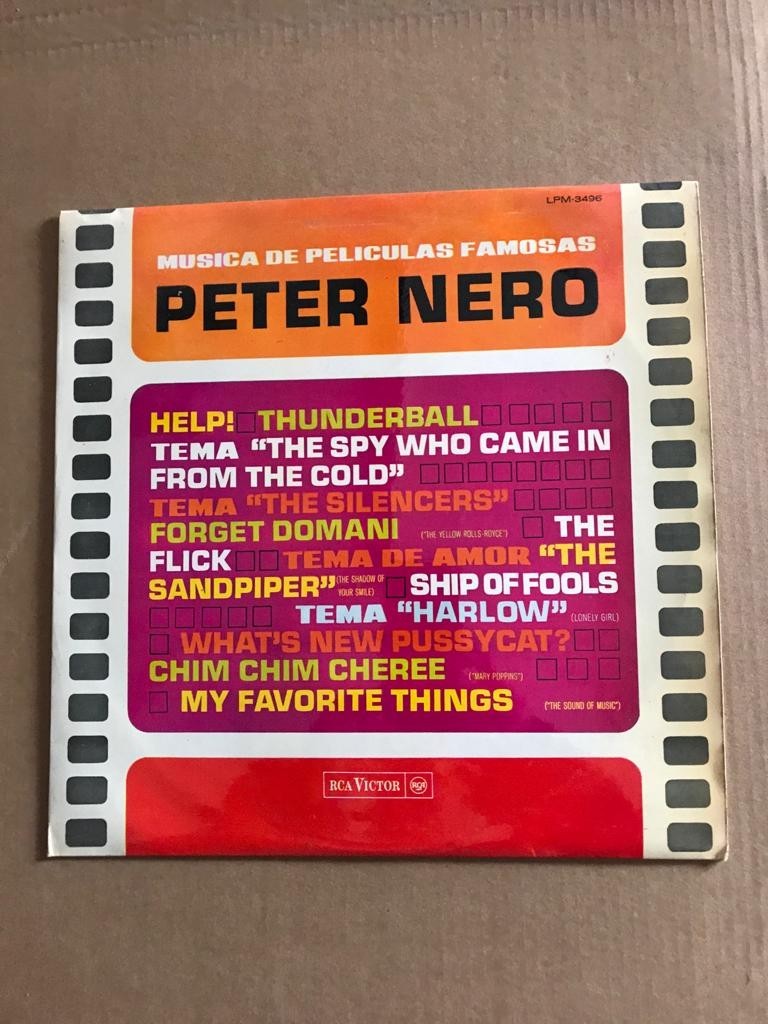 LPM-3496
MUSICA DE PELICULAS FAMOSAS
PETER NERO
HELP! THUNDERBALL
TEMA "THE SPY WHO CAME IN
FROM THE COLD"
TEMA "THE SILENCERS"
FORGET DOMANI ("THE YELLOW ROLLS-ROYCE") THE
FLICK TEMA DE AMOR "THE
SANDPIPER" (THE SHADOW OF
YOUR SMILE) SHIP OF FOOLS
TEMA "HARLOW" (LONELY GIRL)
WHAT'S NEW PUSSYCAT?
CHIM CHIM CHEREE ("MARY POPPINS")
MY FAVORITE THINGS ("THE SOUND OF MUSIC")
RCA VICTOR RCA